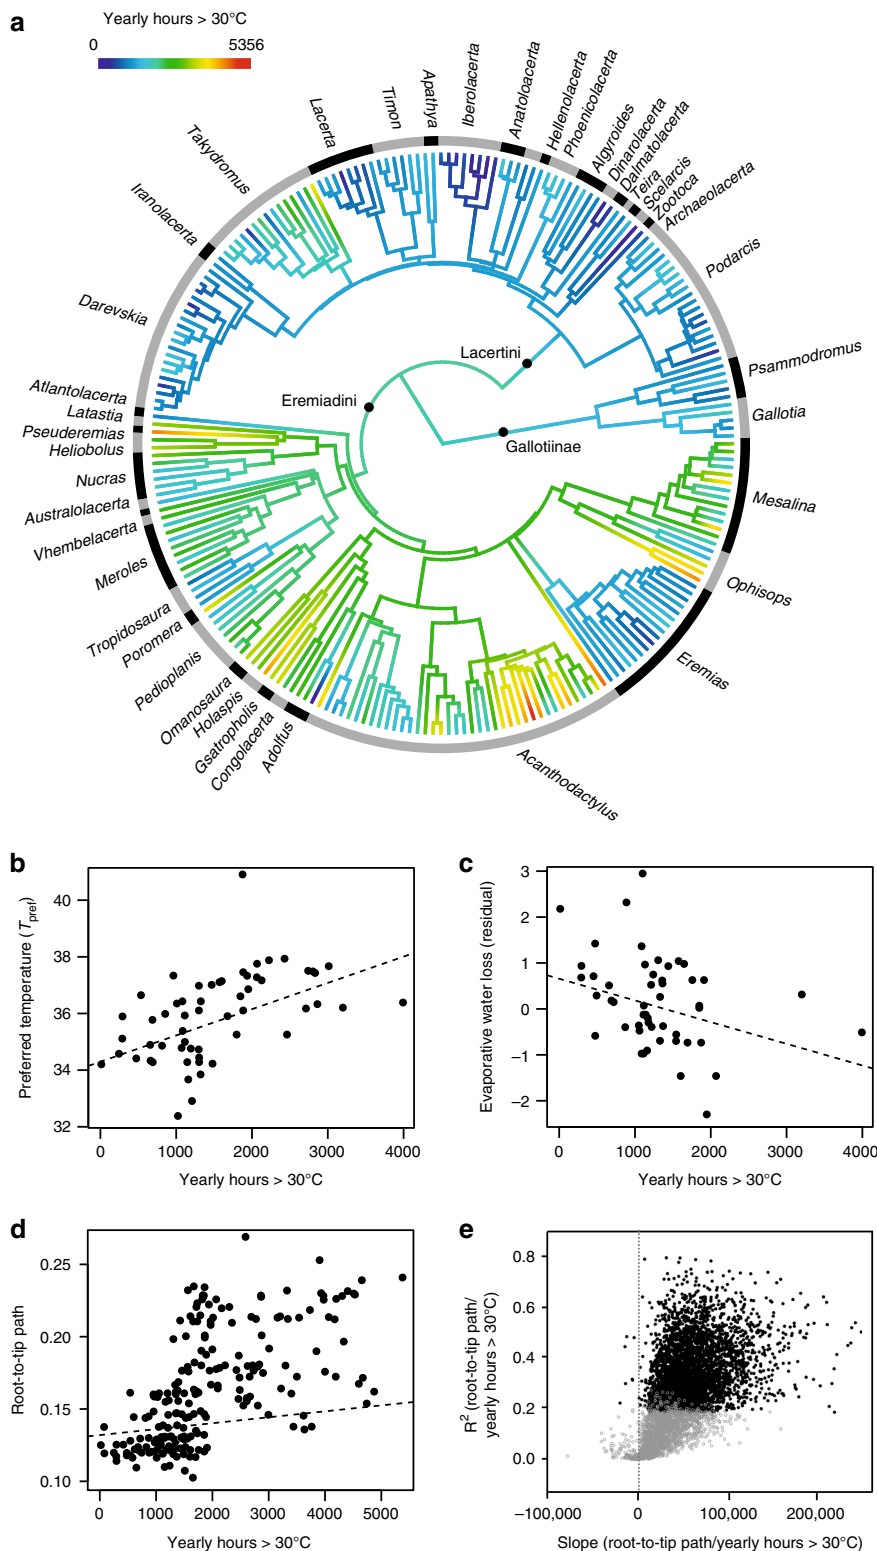 a
Yearly hours > 30°C
0 5356
Takydromus
Lacerta
Timon
Apathya
Iberolacerta
Anatoloacerta
Hellenolacerta
Phoenicolacerta
Algyroides
Dinarolacerta
Dalmatolacerta
Teira
Scelarcis
Zootoca
Archaeolacerta
Podarcis
Iranolacerta
Darevskia
Lacertini
Psammodromus
Eremiadini
Atlantolacerta
Latastia
Gallotia
Pseuderemias
Gallotiinae
Heliobolus
Nucras
Mesalina
Australolacerta
Vhembelacerta
Meroles
Ophisops
Tropidosaura
Poromera
Eremias
Pedioplanis
Omanosaura
Holaspis
Gsatropholis
Congolacerta
Adolfus
Acanthodactylus
b
Preferred temperature (Tpref)
40
38
36
34
32
0 1000 2000 3000 4000
Yearly hours > 30°C
c
Evaporative water loss (residual)
3
2
1
0
−1
−2
0 1000 2000 3000 4000
Yearly hours > 30°C
d
Root-to-tip path
0.25
0.20
0.15
0.10
0 1000 2000 3000 4000 5000
Yearly hours > 30°C
e
R² (root-to-tip path/
yearly hours > 30°C)
0.8
0.6
0.4
0.2
0.0
−100,000 0 100,000 200,000
Slope (root-to-tip path/yearly hours > 30°C)